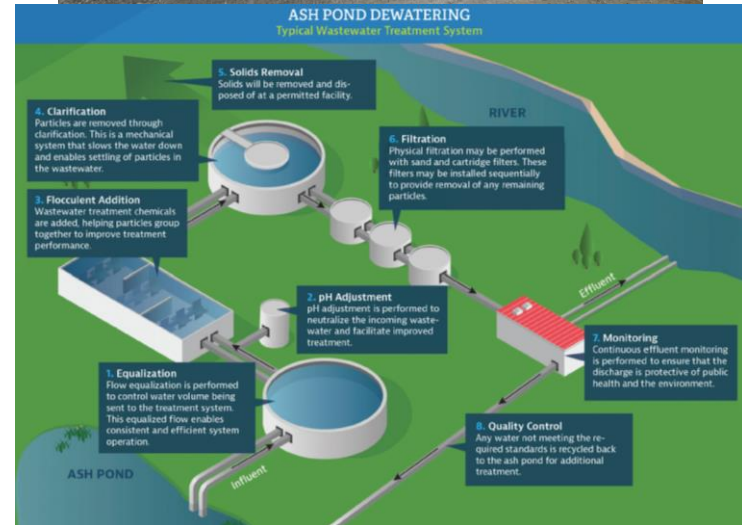 ASH POND DEWATERING
Typical Wastewater Treatment System
5. Solids Removal
Solids will be removed and dis-
posed of at a permitted facility.
4. Clarification
Particles are removed through
clarification. This is a mechanical
system that slows the water down
and enables settling of particles in
the wastewater.
RIVER
6. Filtration
Physical filtration may be performed
with sand and cartridge filters. These
filters may be installed sequentially
to provide removal of any remaining
particles.
3. Flocculent Addition
Wastewater treatment chemicals
are added, helping particles group
together to improve treatment
performance.
2. pH Adjustment
pH adjustment is performed to
neutralize the incoming waste-
water and facilitate improved
treatment.
Effluent
7. Monitoring
Continuous effluent monitoring
is performed to ensure that the
discharge is protective of public
health and the environment.
1. Equalization
Flow equalization is performed
to control water volume being
sent to the treatment system.
This equalized flow enables
consistent and efficient system
operation.
8. Quality Control
Any water not meeting the re-
quired standards is recycled back
to the ash pond for additional
treatment.
ASH POND
Influent